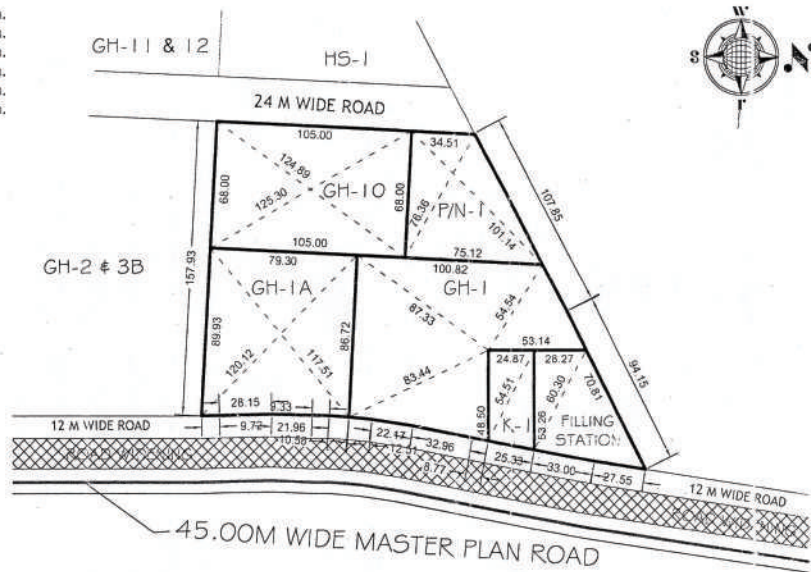 GH-11 & 12
HS-1
W
S
N
24 M WIDE ROAD
105.00
34.51
107.85
124.89
125.30
68.00
GH-10
68.00
P/N-1
76.36
101.14
105.00
75.12
GH-2 & 3B
157.93
79.30
100.82
GH-1A
GH-1
89.93
86.72
87.33
54.54
120.12
117.51
83.44
53.14
94.15
24.87
28.27
70.81
54.51
60.30
48.50
53.26
K-1
FILLING
STATION
28.15
9.33
12 M WIDE ROAD
9.72
21.96
10.58
12.51
22.17
32.96
8.77
25.33
33.00
27.55
12 M WIDE ROAD
ROAD WIDENING
45.00M WIDE MASTER PLAN ROAD